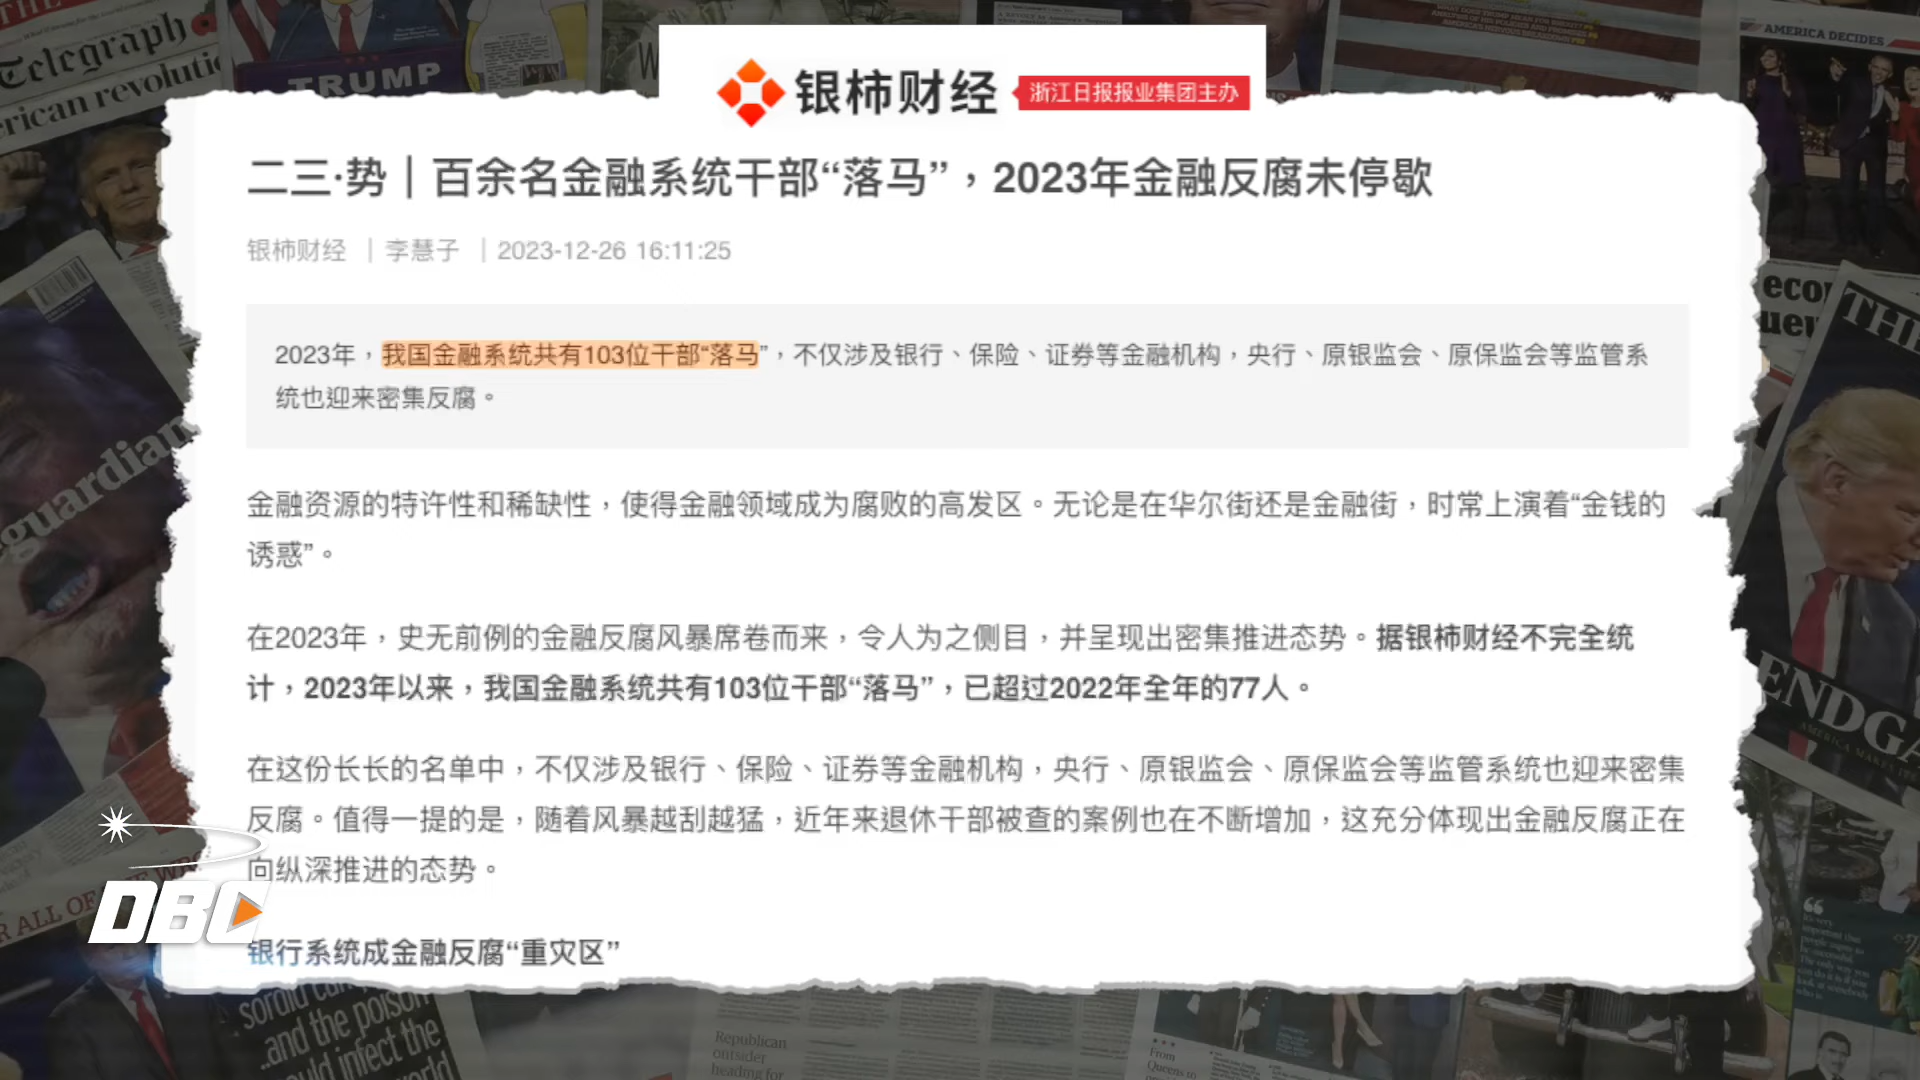 银柿财经 浙江日报报业集团主办
二三·势｜百余名金融系统干部“落马”，2023年金融反腐未停歇
银柿财经 ｜李慧子 ｜2023-12-26 16:11:25
2023年，我国金融系统共有103位干部“落马”，不仅涉及银行、保险、证券等金融机构，央行、原银监会、原保监会等监管系
统也迎来密集反腐。
金融资源的特许性和稀缺性，使得金融领域成为腐败的高发区。无论是在华尔街还是金融街，时常上演着“金钱的
诱惑”。
在2023年，史无前例的金融反腐风暴席卷而来，令人为之侧目，并呈现出密集推进态势。据银柿财经不完全统
计，2023年以来，我国金融系统共有103位干部“落马”，已超过2022年全年的77人。
在这份长长的名单中，不仅涉及银行、保险、证券等金融机构，央行、原银监会、原保监会等监管系统也迎来密集
反腐。值得一提的是，随着风暴越刮越猛，近年来退休干部被查的案例也在不断增加，这充分体现出金融反腐正在
向纵深推进的态势。
银行系统成金融反腐“重灾区”
DBC
Telegraph
TRUMP
AMERICA DECIDES
guardian
sordid
...and the poison
could infect the
world
Republican
outsider
heading for
From
Queens to